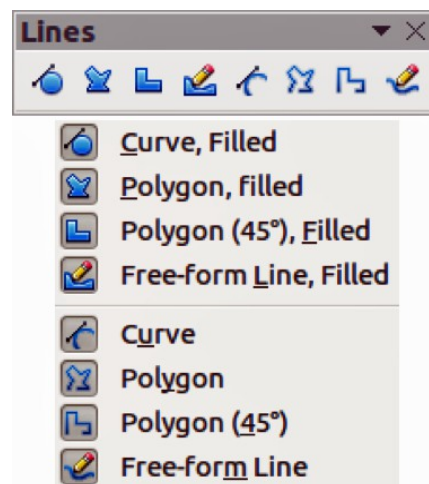 Lines
Curve, Filled
Polygon, filled
Polygon (45°), Filled
Free-form Line, Filled
Curve
Polygon
Polygon (45°)
Free-form Line